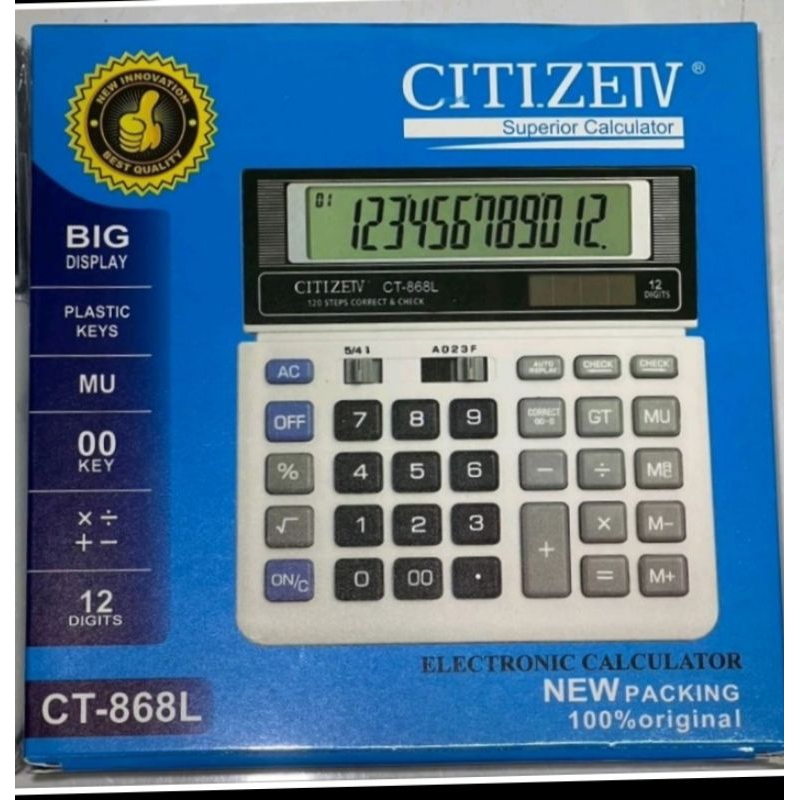 NEW INNOVATION
BEST QUALITY
CITIZEN ®
Superior Calculator
BIG
DISPLAY
PLASTIC
KEYS
MU
00
KEY
× ÷
+ −
12
DIGITS
CT-868L
01
123456789012.
CITIZEN CT-868L
120 STEPS CORRECT & CHECK
12
DIGITS
5/4 A023F
AC AUTO DISPLAY CHECK CHECK
OFF 7 8 9 CORRECT 00→0 GT MU
% 4 5 6 − ÷
√ 1 2 3 + × M−
ON/C 0 00 . = M+
ELECTRONIC CALCULATOR
NEW PACKING
100%original